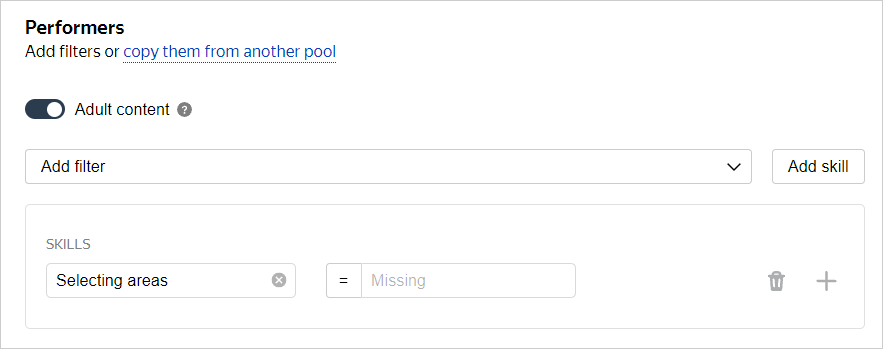 Performers
Add filters or copy them from another pool
Adult content ?
Add filter
Add skill
SKILLS
Selecting areas
= Missing